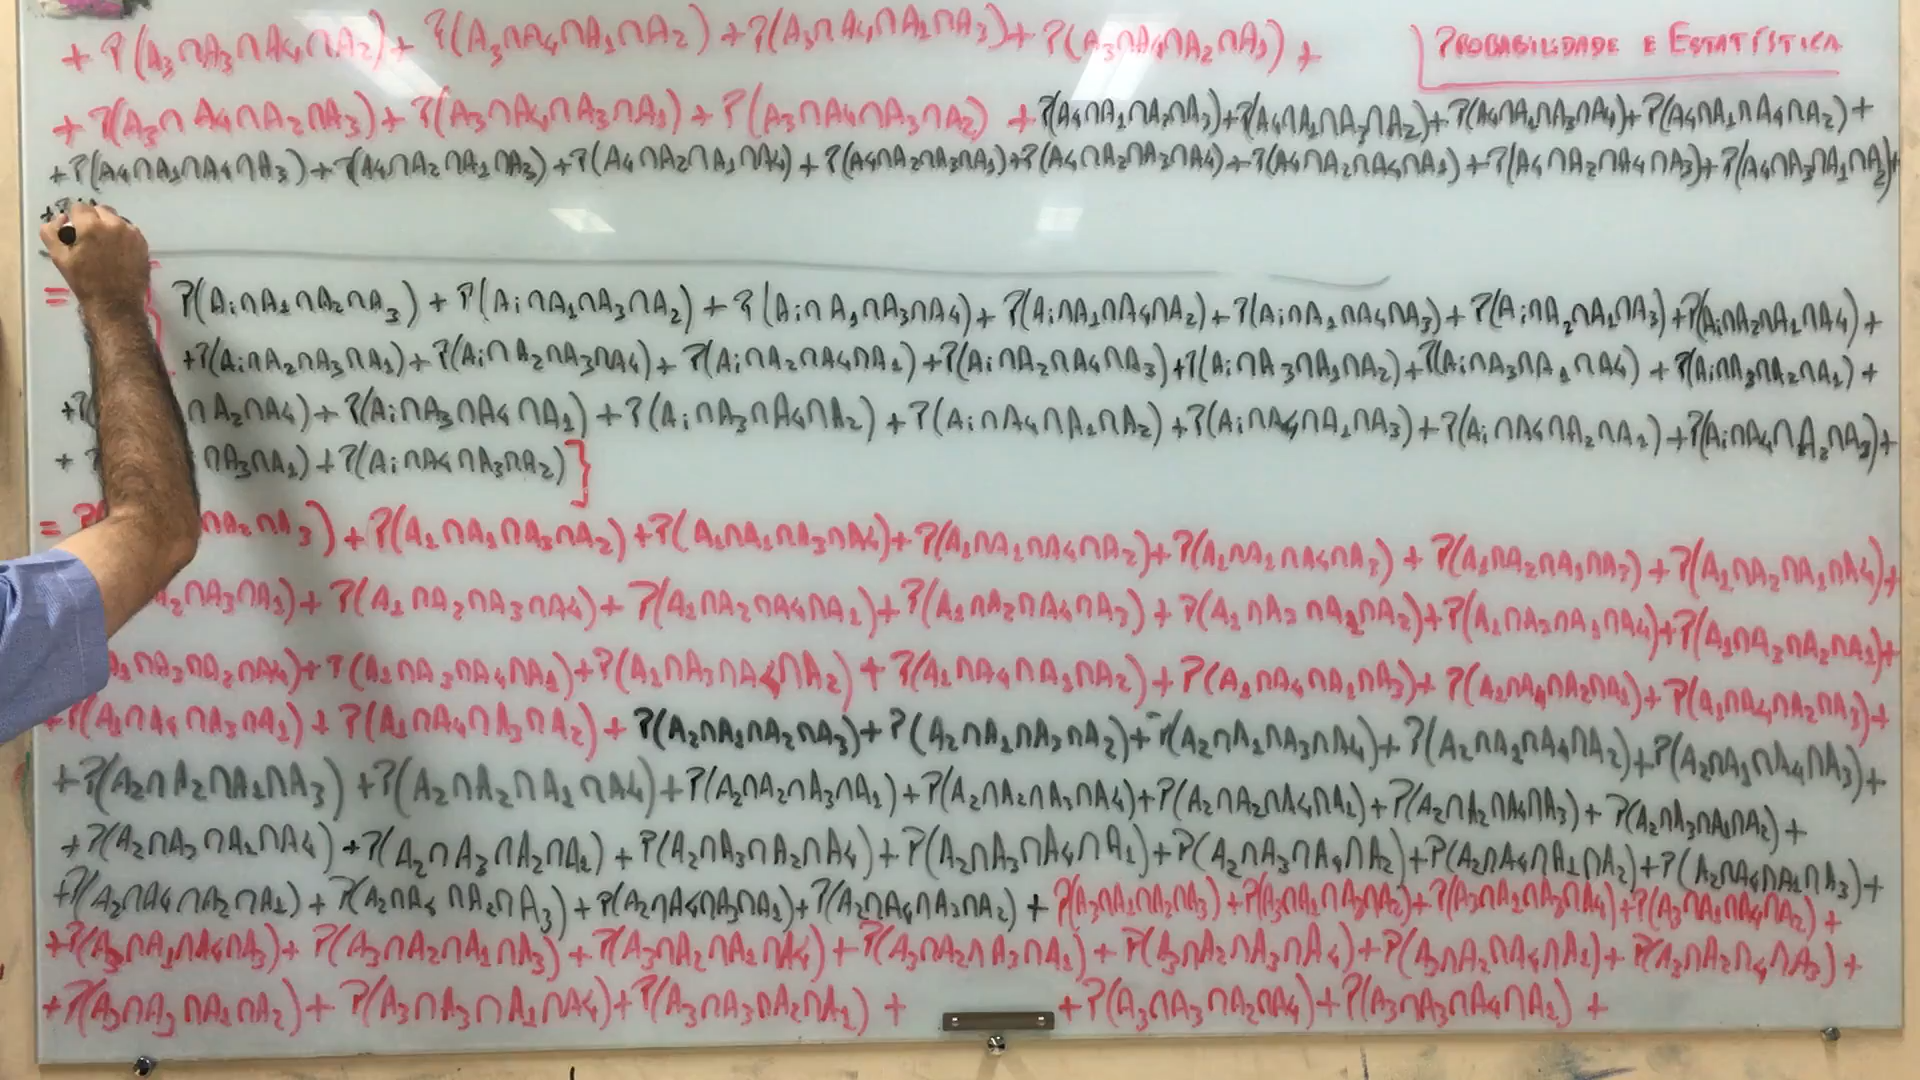 + P(A₃∩A₃∩A₄∩A₂) + P(A₃∩A₄∩A₁∩A₂) + P(A₃∩A₄∩A₁∩A₃) + P(A₃∩A₄∩A₂∩A₁) +
PROBABILIDADE E ESTATÍSTICA
+ P(A₃∩A₄∩A₂∩A₃) + P(A₃∩A₄∩A₃∩A₁) + P(A₃∩A₄∩A₃∩A₂) + P(A₄∩A₁∩A₂∩A₃) + P(A₄∩A₁∩A₃∩A₂) + P(A₄∩A₁∩A₃∩A₄) + P(A₄∩A₁∩A₄∩A₂) +
+ P(A₄∩A₁∩A₄∩A₃) + P(A₄∩A₂∩A₁∩A₃) + P(A₄∩A₂∩A₁∩A₄) + P(A₄∩A₂∩A₃∩A₁) + P(A₄∩A₂∩A₃∩A₄) + P(A₄∩A₂∩A₄∩A₁) + P(A₄∩A₂∩A₄∩A₃) + P(A₄∩A₃∩A₁∩A₂) +
+
= P(Ai∩A₁∩A₂∩A₃) + P(Ai∩A₁∩A₃∩A₂) + P(Ai∩A₁∩A₃∩A₄) + P(Ai∩A₁∩A₄∩A₂) + P(Ai∩A₁∩A₄∩A₃) + P(Ai∩A₂∩A₁∩A₃) + P(Ai∩A₂∩A₁∩A₄) +
+ P(Ai∩A₂∩A₃∩A₁) + P(Ai∩A₂∩A₃∩A₄) + P(Ai∩A₂∩A₄∩A₁) + P(Ai∩A₂∩A₄∩A₃) + P(Ai∩A₃∩A₁∩A₂) + P(Ai∩A₃∩A₁∩A₄) + P(Ai∩A₃∩A₂∩A₁) +
+ P( ∩A₂∩A₄) + P(Ai∩A₃∩A₄∩A₁) + P(Ai∩A₃∩A₄∩A₂) + P(Ai∩A₄∩A₁∩A₂) + P(Ai∩A₄∩A₁∩A₃) + P(Ai∩A₄∩A₂∩A₁) + P(Ai∩A₄∩A₂∩A₃) +
+ ∩A₃∩A₁) + P(Ai∩A₄∩A₃∩A₂) }
= P( ∩A₂∩A₃) + P(A₁∩A₁∩A₃∩A₂) + P(A₁∩A₁∩A₃∩A₄) + P(A₁∩A₁∩A₄∩A₂) + P(A₁∩A₁∩A₄∩A₃) + P(A₁∩A₂∩A₁∩A₃) + P(A₁∩A₂∩A₁∩A₄) +
₂∩A₃∩A₁) + P(A₁∩A₂∩A₃∩A₄) + P(A₁∩A₂∩A₄∩A₁) + P(A₁∩A₂∩A₄∩A₃) + P(A₁∩A₃∩A₁∩A₂) + P(A₁∩A₃∩A₁∩A₄) + P(A₁∩A₃∩A₂∩A₁) +
₁∩A₃∩A₂∩A₄) + P(A₁∩A₃∩A₄∩A₁) + P(A₁∩A₃∩A₄∩A₂) + P(A₁∩A₄∩A₁∩A₂) + P(A₁∩A₄∩A₁∩A₃) + P(A₁∩A₄∩A₂∩A₁) + P(A₁∩A₄∩A₂∩A₃) +
+ P(A₁∩A₄∩A₃∩A₁) + P(A₁∩A₄∩A₃∩A₂) + P(A₂∩A₁∩A₂∩A₃) + P(A₂∩A₁∩A₃∩A₂) + P(A₂∩A₁∩A₃∩A₄) + P(A₂∩A₁∩A₄∩A₂) + P(A₂∩A₁∩A₄∩A₃) +
+ P(A₂∩A₂∩A₁∩A₃) + P(A₂∩A₂∩A₁∩A₄) + P(A₂∩A₂∩A₃∩A₁) + P(A₂∩A₂∩A₃∩A₄) + P(A₂∩A₂∩A₄∩A₁) + P(A₂∩A₂∩A₄∩A₃) + P(A₂∩A₃∩A₁∩A₂) +
+ P(A₂∩A₃∩A₁∩A₄) + P(A₂∩A₃∩A₂∩A₁) + P(A₂∩A₃∩A₂∩A₄) + P(A₂∩A₃∩A₄∩A₁) + P(A₂∩A₃∩A₄∩A₂) + P(A₂∩A₄∩A₁∩A₂) + P(A₂∩A₄∩A₁∩A₃) +
+ P(A₂∩A₄∩A₂∩A₁) + P(A₂∩A₄∩A₂∩A₃) + P(A₂∩A₄∩A₃∩A₁) + P(A₂∩A₄∩A₃∩A₂) + P(A₃∩A₁∩A₂∩A₃) + P(A₃∩A₁∩A₃∩A₂) + P(A₃∩A₁∩A₃∩A₄) + P(A₃∩A₁∩A₄∩A₂) +
+ P(A₃∩A₁∩A₄∩A₃) + P(A₃∩A₂∩A₁∩A₃) + P(A₃∩A₂∩A₁∩A₄) + P(A₃∩A₂∩A₃∩A₁) + P(A₃∩A₂∩A₃∩A₄) + P(A₃∩A₂∩A₄∩A₁) + P(A₃∩A₂∩A₄∩A₃) +
+ P(A₃∩A₃∩A₁∩A₂) + P(A₃∩A₃∩A₁∩A₄) + P(A₃∩A₃∩A₂∩A₁) + + P(A₃∩A₃∩A₂∩A₄) + P(A₃∩A₃∩A₄∩A₁) +